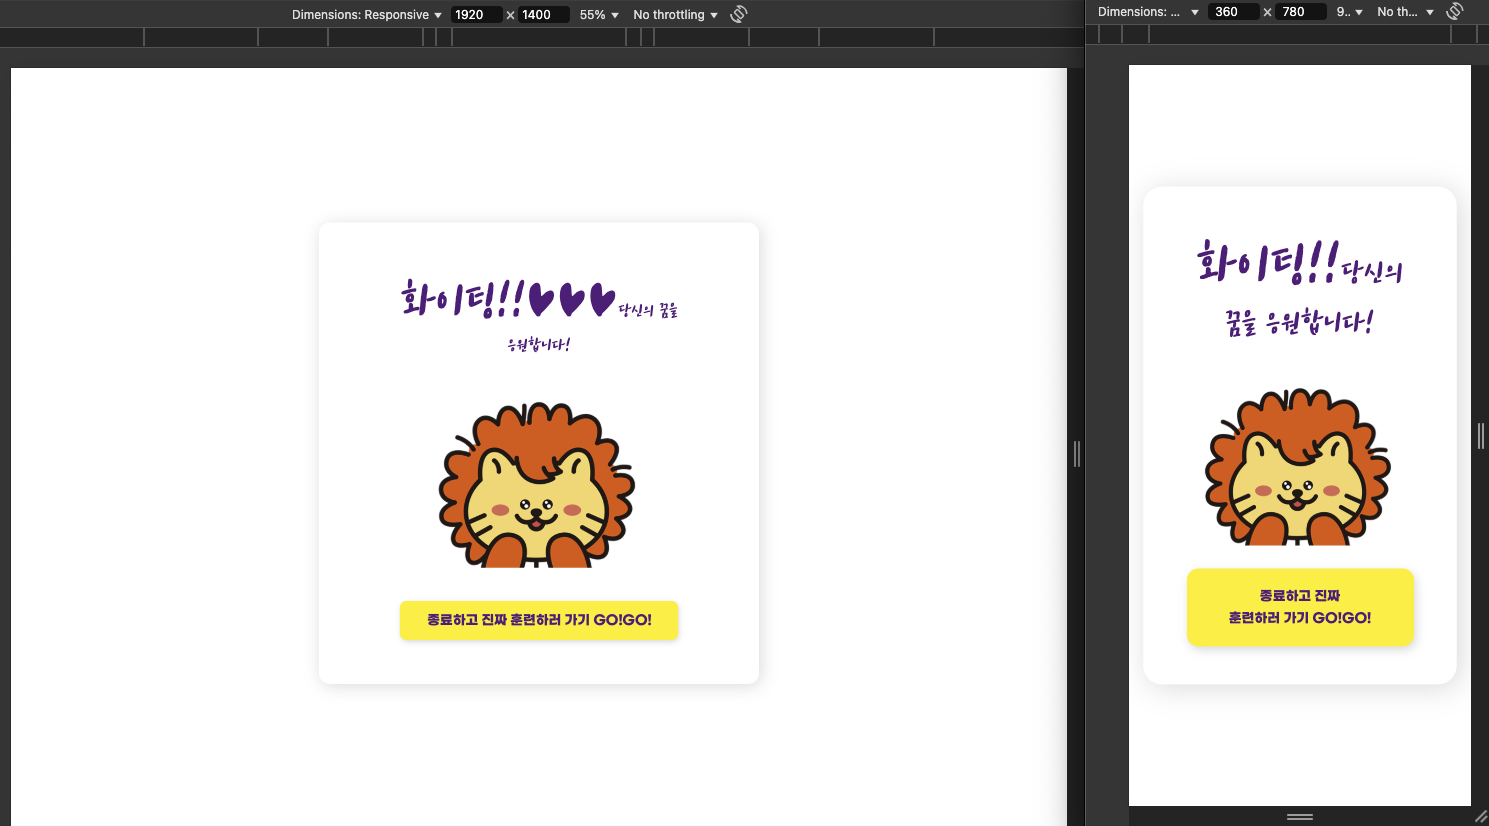 Dimensions: Responsive 1920 × 1400 55% No throttling
Dimensions: ... 360 × 780 9.. No th...
화이팅!!♥♥♥ 당신의 꿈을
응원합니다!
종료하고 진짜 훈련하러 가기 GO!GO!
화이팅!! 당신의
꿈을 응원합니다!
종료하고 진짜
훈련하러 가기 GO!GO!